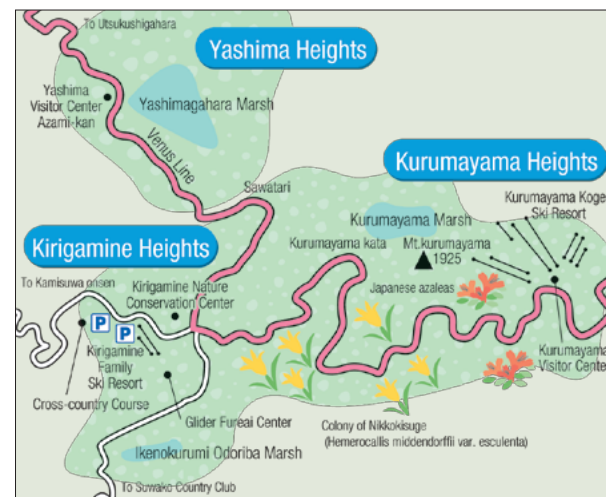 To Utsukushigahara
Yashima Heights
Yashima
Visitor Center
Azami-kan
Yashimagahara Marsh
Venus Line
Sawatari
Kurumayama Heights
Kurumayama Kogen
Ski Resort
Kurumayama Marsh
Kirigamine Heights
Kurumayama kata
Mt.kurumayama
1925
To Kamisuwa onsen
Kirigamine Nature
Conservation Center
Japanese azaleas
P
P
Kirigamine
Family
Ski Resort
Kurumayama
Visitor Center
Cross-country Course
Glider Fureai Center
Colony of Nikkokisuge
(Hemerocallis middendorffii var. esculenta)
Ikenokurumi Odoriba Marsh
To Suwako Country Club